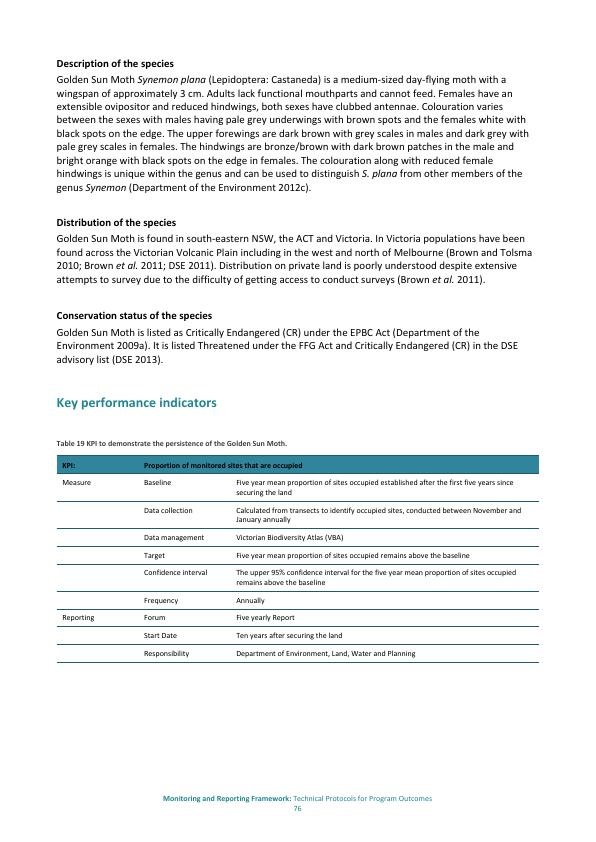 Description of the species
Golden Sun Moth Synemon plana (Lepidoptera: Castaneda) is a medium-sized day-flying moth with a
wingspan of approximately 3 cm. Adults lack functional mouthparts and cannot feed. Females have an
extensible ovipositor and reduced hindwings, both sexes have clubbed antennae. Colouration varies
between the sexes with males having pale grey underwings with brown spots and the females white with
black spots on the edge. The upper forewings are dark brown with grey scales in males and dark grey with
pale grey scales in females. The hindwings are bronze/brown with dark brown patches in the male and
bright orange with black spots on the edge in females. The colouration along with reduced female
hindwings is unique within the genus and can be used to distinguish S. plana from other members of the
genus Synemon (Department of the Environment 2012c).
Distribution of the species
Golden Sun Moth is found in south-eastern NSW, the ACT and Victoria. In Victoria populations have been
found across the Victorian Volcanic Plain including in the west and north of Melbourne (Brown and Tolsma
2010; Brown et al. 2011; DSE 2011). Distribution on private land is poorly understood despite extensive
attempts to survey due to the difficulty of getting access to conduct surveys (Brown et al. 2011).
Conservation status of the species
Golden Sun Moth is listed as Critically Endangered (CR) under the EPBC Act (Department of the
Environment 2009a). It is listed Threatened under the FFG Act and Critically Endangered (CR) in the DSE
advisory list (DSE 2013).
Key performance indicators
Table 19 KPI to demonstrate the persistence of the Golden Sun Moth.
KPI: Proportion of monitored sites that are occupied
Measure Baseline Five year mean proportion of sites occupied established after the first five years since
securing the land
Data collection Calculated from transects to identify occupied sites, conducted between November and
January annually
Data management Victorian Biodiversity Atlas (VBA)
Target Five year mean proportion of sites occupied remains above the baseline
Confidence interval The upper 95% confidence interval for the five year mean proportion of sites occupied
remains above the baseline
Frequency Annually
Reporting Forum Five yearly Report
Start Date Ten years after securing the land
Responsibility Department of Environment, Land, Water and Planning
Monitoring and Reporting Framework: Technical Protocols for Program Outcomes
76